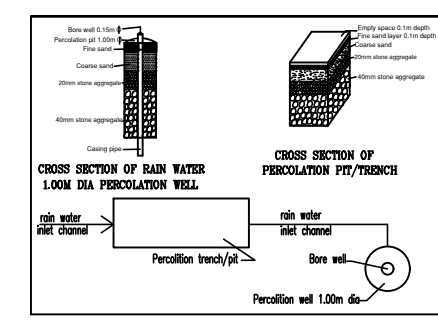 Bore well 0.15m ϕ
Percolation pit 1.00m ϕ
Fine sand
Coarse sand
20mm stone aggregate
40mm stone aggregate
Casing pipe
CROSS SECTION OF RAIN WATER
1.00M DIA PERCOLATION WELL
Empty space 0.1m depth
Fine sand layer 0.1m depth
Coarse sand
20mm stone aggregate
40mm stone aggregate
CROSS SECTION OF
PERCOLATION PIT/TRENCH
rain water
inlet channel
Percolition trench/pit
rain water
inlet channel
Bore well
Percolition well 1.00m dia